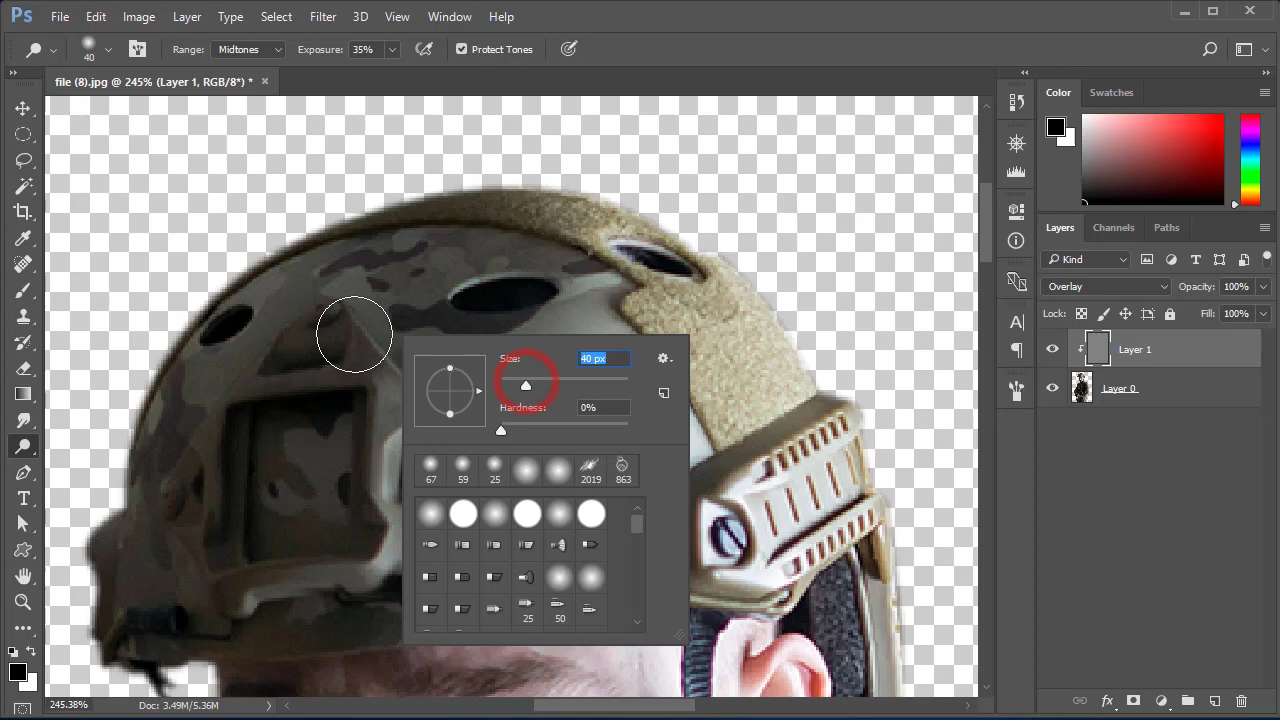 Ps File Edit Image Layer Type Select Filter 3D View Window Help
40 Range: Midtones Exposure: 35% Protect Tones
file (8).jpg @ 245% (Layer 1, RGB/8*) * ×
Color Swatches
Layers Channels Paths
Kind
Overlay Opacity: 100%
Lock: Fill: 100%
Layer 1
Layer 0
Size: 40 px
Hardness: 0%
67 59 25 2019 863
25 50
245.38% Doc: 3.49M/5.36M